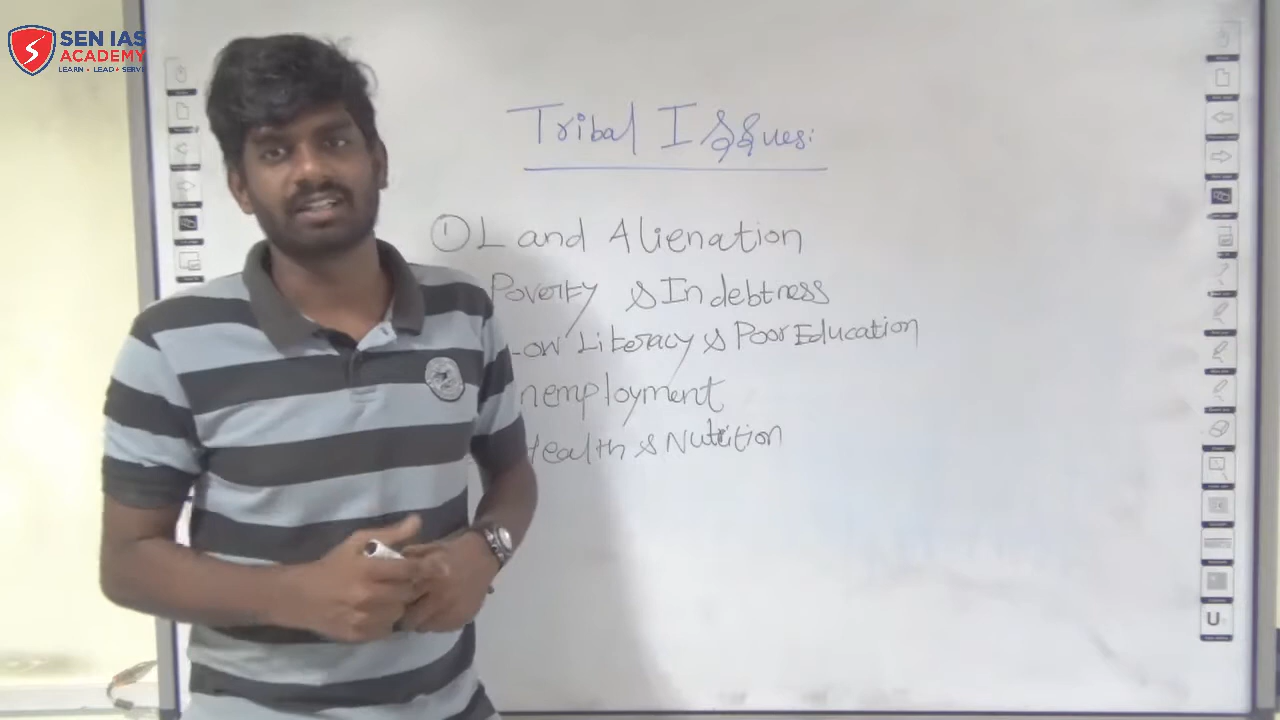 SEN IAS
ACADEMY
LEARN • LEAD • SERVE
Tribal Issues:
① Land Alienation
Poverty & Indebtness
Low Literacy & Poor Education
nemployment
Health & Nutrition
U